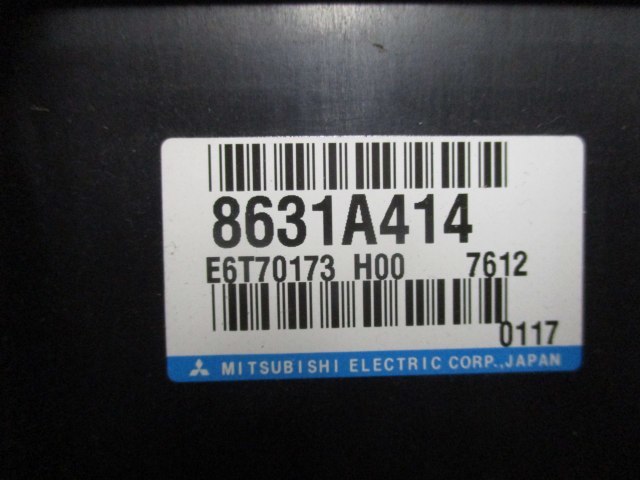 8631A414
E6T70173 H00 7612
0117
MITSUBISHI ELECTRIC CORP.,JAPAN